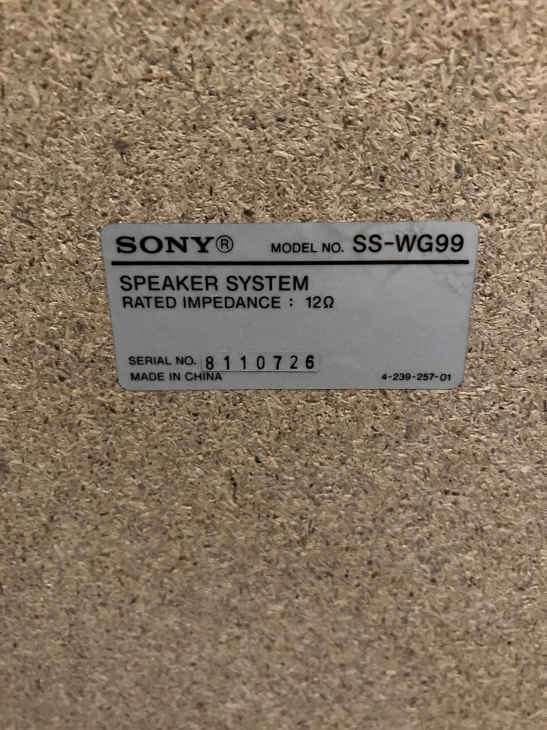 SONY® MODEL NO. SS-WG99
SPEAKER SYSTEM
RATED IMPEDANCE : 12Ω
SERIAL NO. 8110726
MADE IN CHINA 4-239-257-01